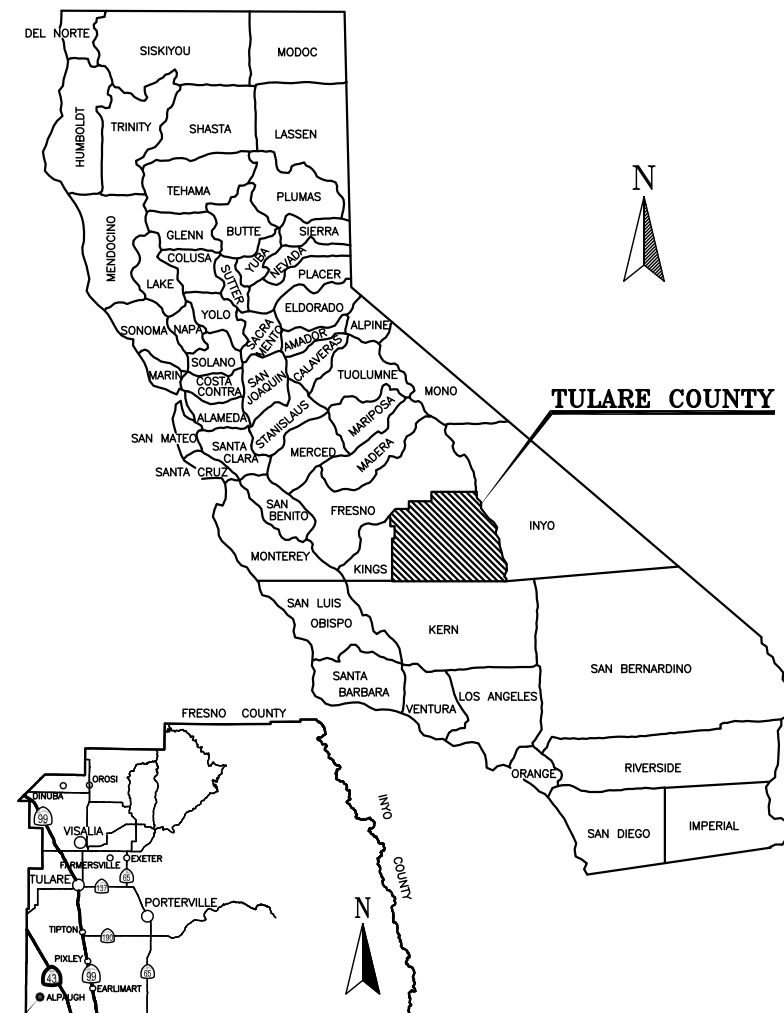 DEL NORTE
SISKIYOU
MODOC
HUMBOLDT
TRINITY
SHASTA
LASSEN
N
TEHAMA
PLUMAS
MENDOCINO
GLENN
BUTTE
SIERRA
COLUSA
YUBA
NEVADA
LAKE
SUTTER
PLACER
ELDORADO
YOLO
SONOMA
NAPA
SACRA
MENTO
AMADOR
ALPINE
SOLANO
CALAVERAS
MARIN
COSTA
CONTRA
SAN
JOAQUIN
TUOLUMNE
MONO
TULARE COUNTY
ALAMEDA
STANISLAUS
MARIPOSA
SAN MATEO
SANTA
CLARA
MERCED
MADERA
SANTA CRUZ
SAN
BENITO
FRESNO
INYO
MONTEREY
KINGS
SAN LUIS
OBISPO
KERN
SAN BERNARDINO
SANTA
BARBARA
VENTURA
LOS ANGELES
ORANGE
RIVERSIDE
SAN DIEGO
IMPERIAL
FRESNO COUNTY
INYO
COUNTY
DINUBA
OROSI
99
VISALIA
FARMERSVILLE
EXETER
65
TULARE
137
PORTERVILLE
N
TIPTON
190
PIXLEY
43
99
65
EARLIMART
ALPAUGH